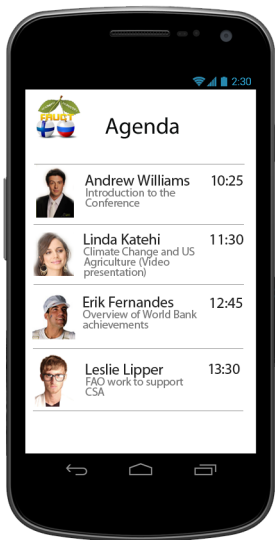 2:30
FRUCT
Agenda
Andrew Williams 10:25
Introduction to the
Conference
Linda Katehi 11:30
Climate Change and US
Agriculture (Video
presentation)
Erik Fernandes 12:45
Overview of World Bank
achievements
Leslie Lipper 13:30
FAO work to support
CSA